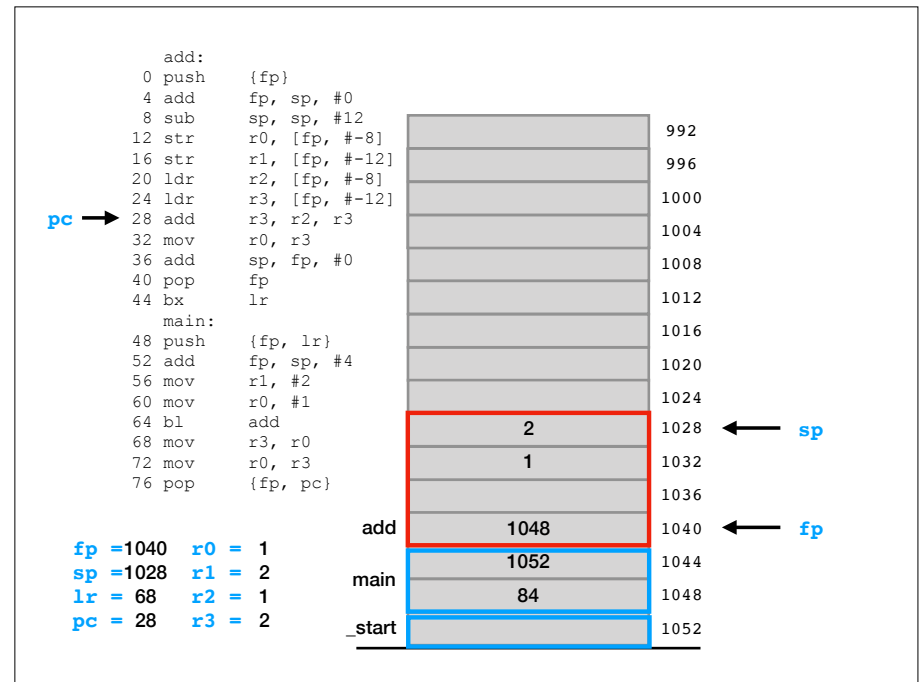 add:
0 push {fp}
4 add fp, sp, #0
8 sub sp, sp, #12
12 str r0, [fp, #-8]
16 str r1, [fp, #-12]
20 ldr r2, [fp, #-8]
24 ldr r3, [fp, #-12]
pc 28 add r3, r2, r3
32 mov r0, r3
36 add sp, fp, #0
40 pop fp
44 bx lr
main:
48 push {fp, lr}
52 add fp, sp, #4
56 mov r1, #2
60 mov r0, #1
64 bl add
68 mov r3, r0
72 mov r0, r3
76 pop {fp, pc}
fp =1040 r0 = 1
sp =1028 r1 = 2
lr = 68 r2 = 1
pc = 28 r3 = 2
992
996
1000
1004
1008
1012
1016
1020
1024
2 1028 sp
1 1032
1036
add 1048 1040 fp
1052 1044
main
84 1048
_start 1052